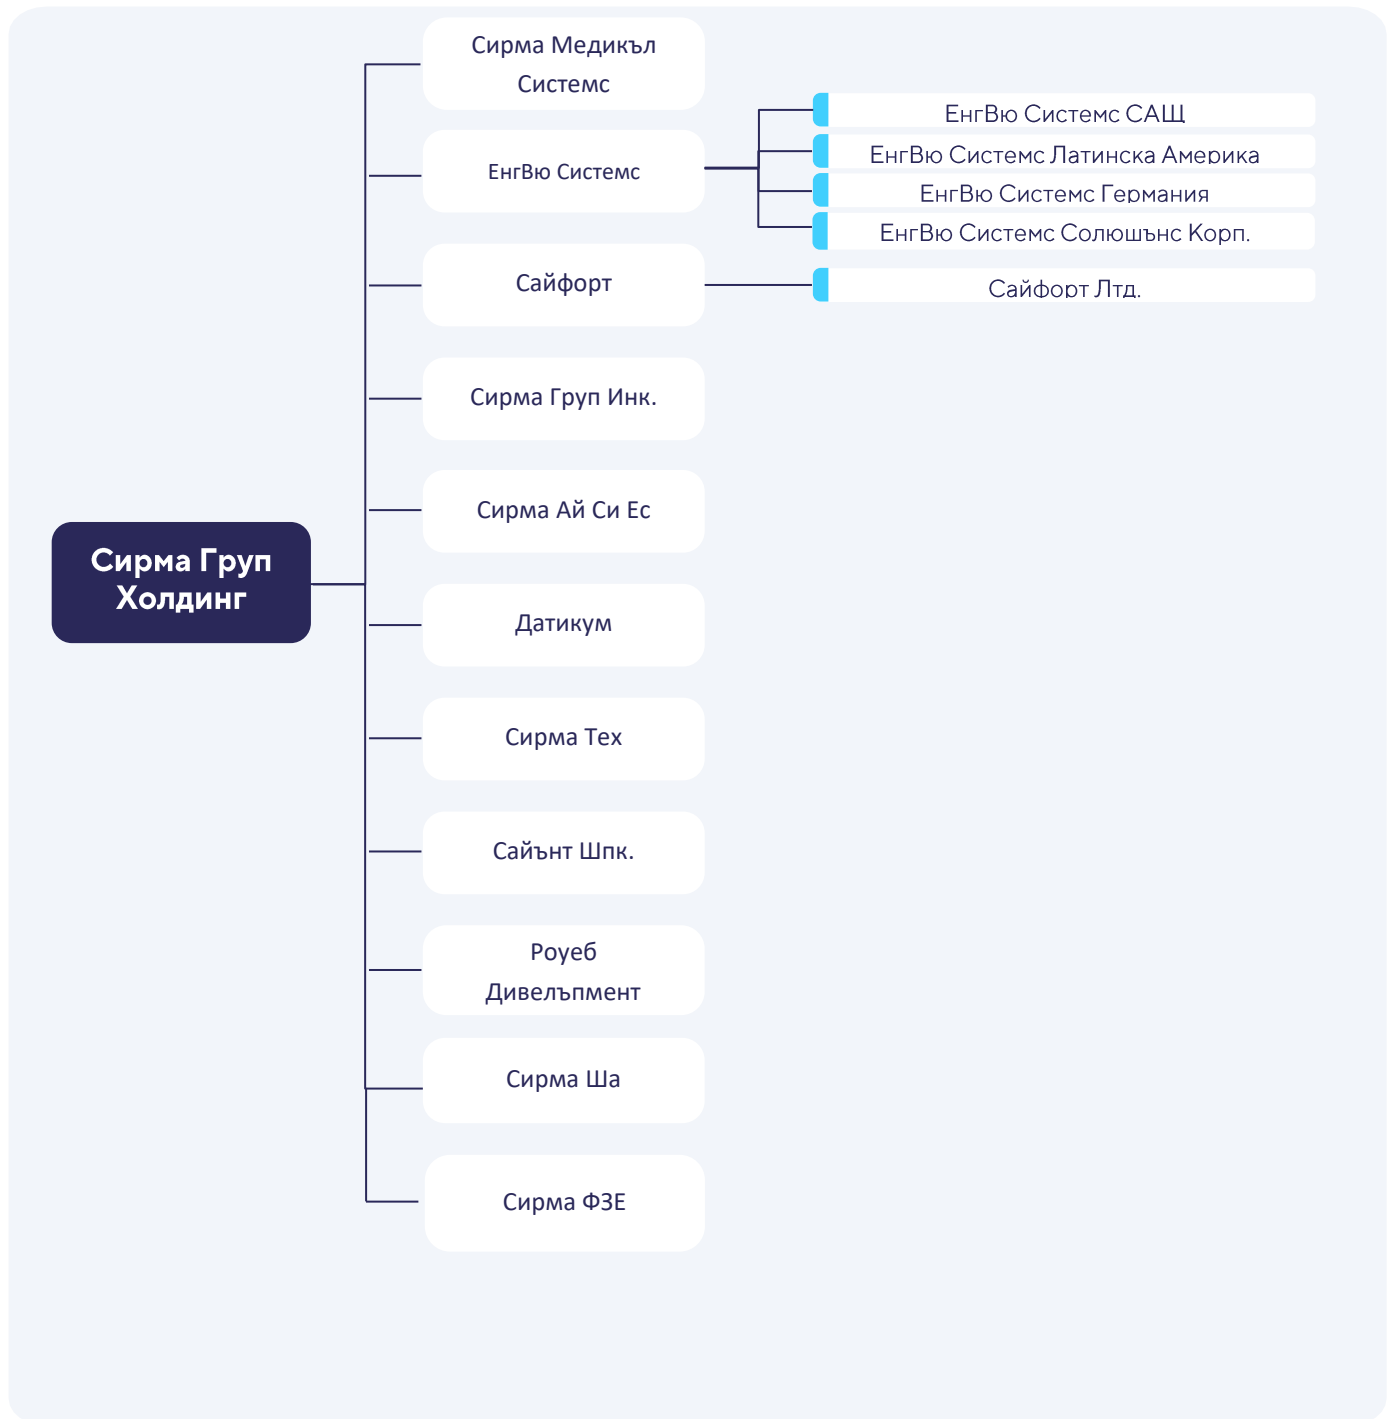 Сирма Груп
Холдинг
Сирма Медикъл
Системс
ЕнгВю Системс
ЕнгВю Системс САЩ
ЕнгВю Системс Латинска Америка
ЕнгВю Системс Германия
ЕнгВю Системс Солюшънс Корп.
Сайфорт
Сайфорт Лтд.
Сирма Груп Инк.
Сирма Ай Си Ес
Датикум
Сирма Тех
Сайънт Шпк.
Роуеб
Дивелъпмент
Сирма Ша
Сирма ФЗЕ